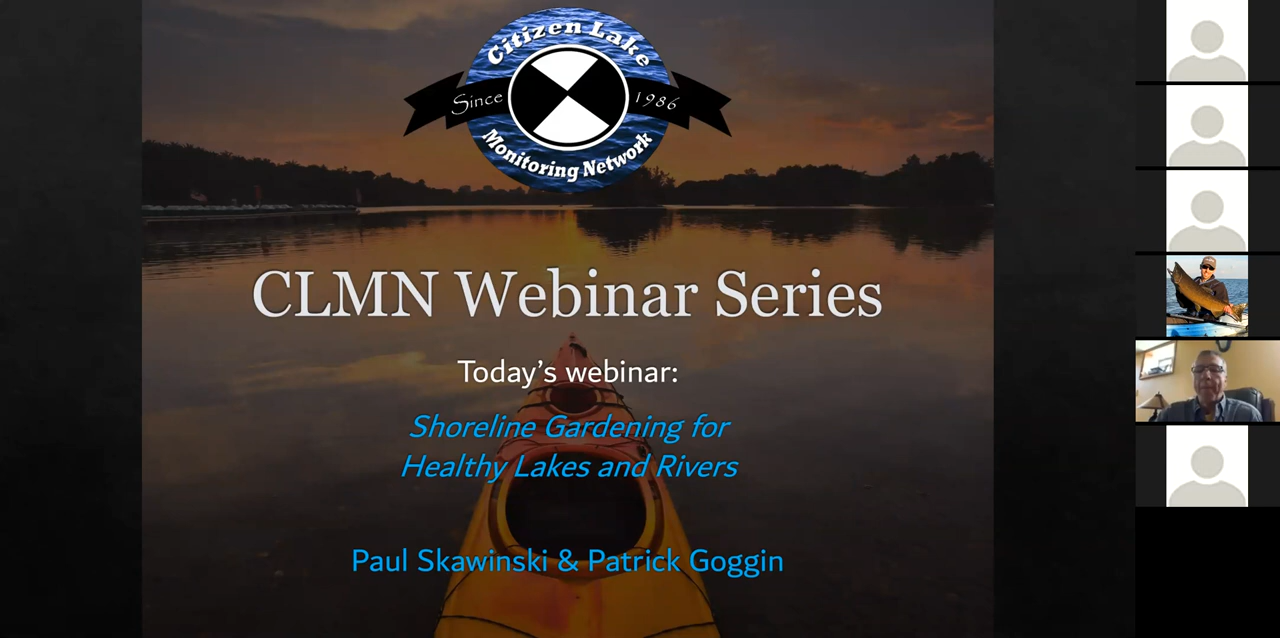 Citizen Lake
Since 1986
Monitoring Network
CLMN Webinar Series
Today's webinar:
Shoreline Gardening for
Healthy Lakes and Rivers
Paul Skawinski & Patrick Goggin